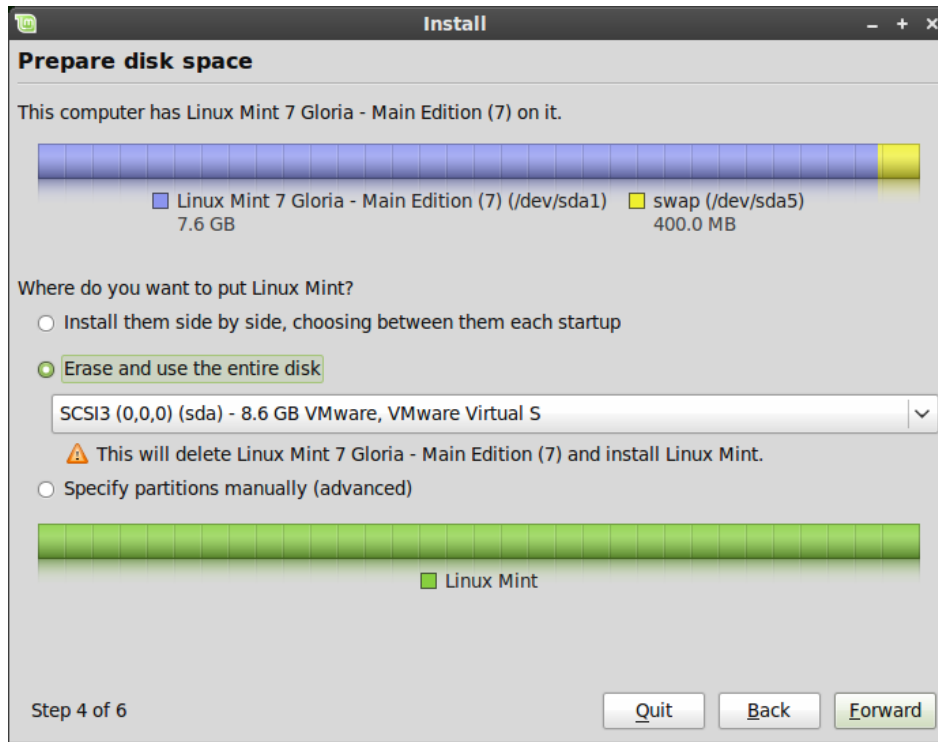 Install
Prepare disk space
This computer has Linux Mint 7 Gloria - Main Edition (7) on it.
Linux Mint 7 Gloria - Main Edition (7) (/dev/sda1) swap (/dev/sda5)
7.6 GB 400.0 MB
Where do you want to put Linux Mint?
Install them side by side, choosing between them each startup
Erase and use the entire disk
SCSI3 (0,0,0) (sda) - 8.6 GB VMware, VMware Virtual S
This will delete Linux Mint 7 Gloria - Main Edition (7) and install Linux Mint.
Specify partitions manually (advanced)
Linux Mint
Step 4 of 6 Quit Back Forward